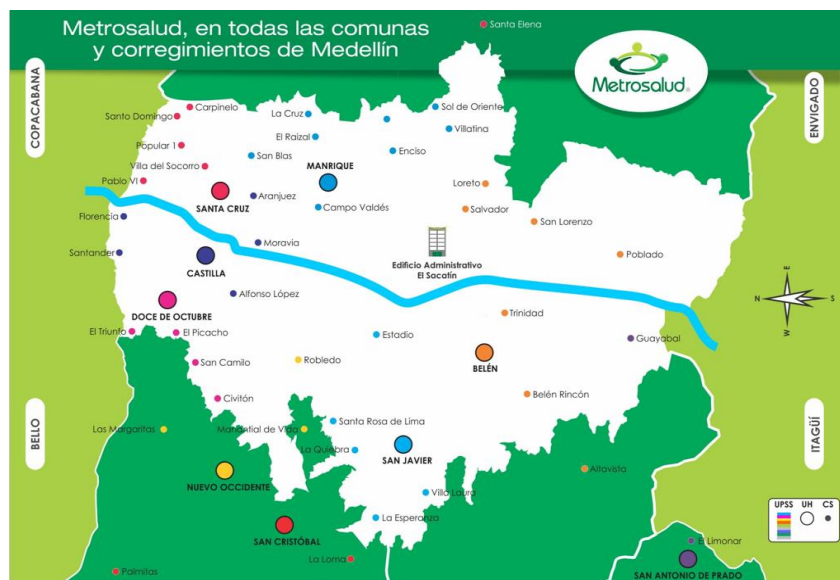 Metrosalud, en todas las comunas
y corregimientos de Medellín
Santa Elena
Metrosalud
COPACABANA
ENVIGADO
Carpinelo
Santo Domingo
La Cruz
Sol de Oriente
Popular 1
El Raizal
Villatina
San Blas
Enciso
Villa del Socorro
MANRIQUE
Pablo VI
Loreto
SANTA CRUZ
Aranjuez
Campo Valdés
Salvador
Florencia
San Lorenzo
Moravia
Santander
Edificio Administrativo
El Sacatín
Poblado
CASTILLA
E
N
S
W
Alfonso López
DOCE DE OCTUBRE
Trinidad
El Triunfo
El Picacho
Estadio
Guayabal
San Camilo
Robledo
BELÉN
Civitón
Belén Rincón
BELLO
ITAGÜÍ
Las Margaritas
Manantial de Vida
Santa Rosa de Lima
La Quiebra
SAN JAVIER
Altavista
NUEVO OCCIDENTE
Villa Laura
UPSS UH CS
La Esperanza
SAN CRISTÓBAL
El Limonar
La Loma
Palmitas
SAN ANTONIO DE PRADO